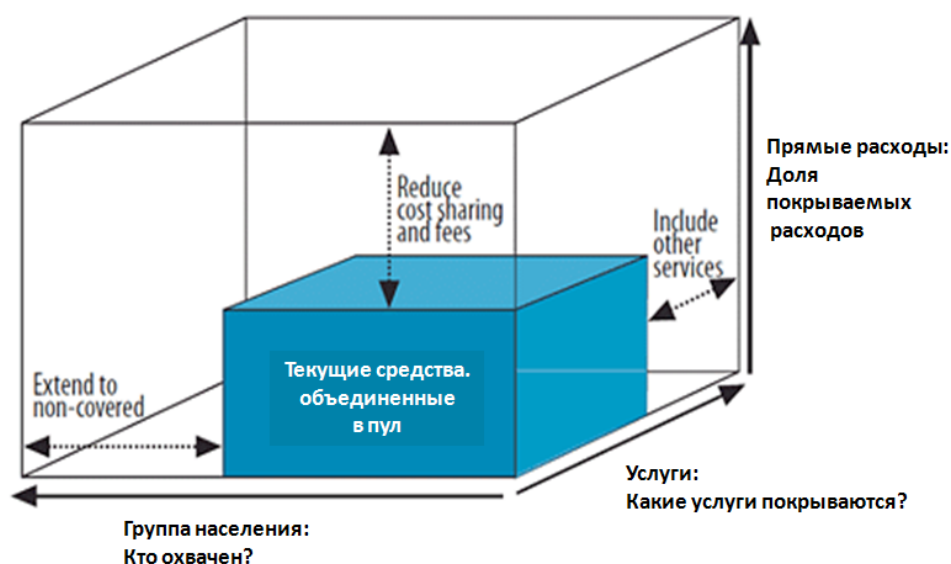 Прямые расходы:
Доля
покрываемых
расходов
Reduce
cost sharing
and fees
Include
other
services
Extend to
non-covered
Текущие средства.
объединенные
в пул
Услуги:
Какие услуги покрываются?
Группа населения:
Кто охвачен?